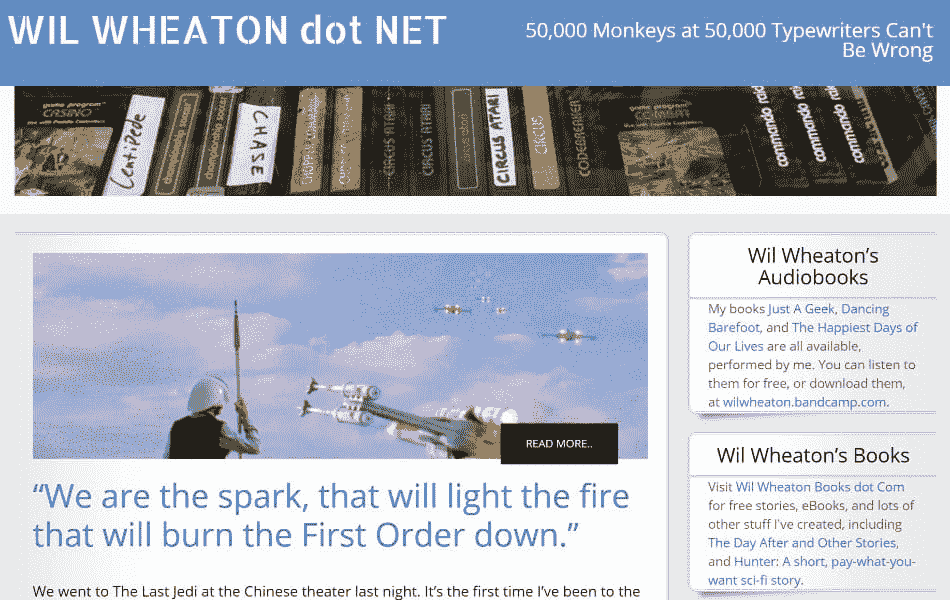 WIL WHEATON dot NET
50,000 Monkeys at 50,000 Typewriters Can't
Be Wrong
game program
CASINO
Centipede
CHASE
CIRCUS ATARI
CIRCUS ATARI
CIRCUS ATARI
CIRCUS
CODEBREAKER
game program
COMBAT
commando raid
commando raid
commando raid
READ MORE..
“We are the spark, that will light the fire
that will burn the First Order down.”
We went to The Last Jedi at the Chinese theater last night. It’s the first time I’ve been to the
Wil Wheaton’s
Audiobooks
My books Just A Geek, Dancing
Barefoot, and The Happiest Days of
Our Lives are all available,
performed by me. You can listen to
them for free, or download them,
at wilwheaton.bandcamp.com.
Wil Wheaton’s Books
Visit Wil Wheaton Books dot Com
for free stories, eBooks, and lots of
other stuff I’ve created, including
The Day After and Other Stories,
and Hunter: A short, pay-what-you-
want sci-fi story.